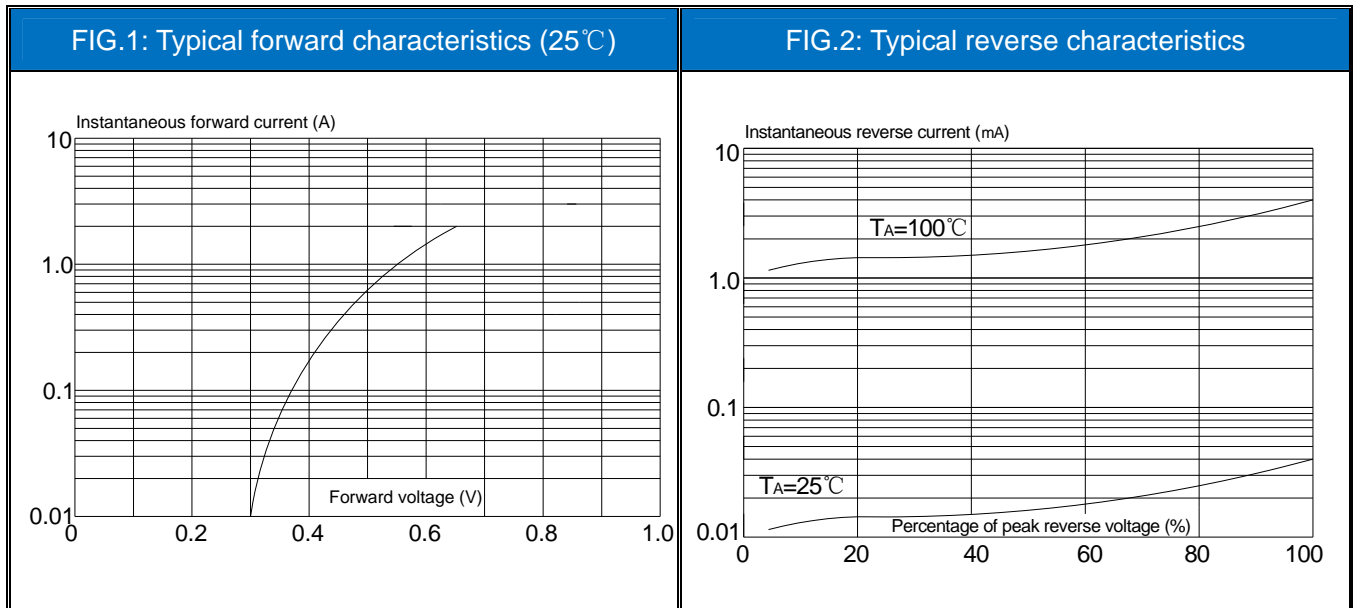 FIG.1: Typical forward characteristics (25℃)
Instantaneous forward current (A)
10
1.0
0.1
0.01
Forward voltage (V)
0 0.2 0.4 0.6 0.8 1.0
FIG.2: Typical reverse characteristics
Instantaneous reverse current (mA)
10
TA=100℃
1.0
0.1
TA=25℃
0.01
Percentage of peak reverse voltage (%)
0 20 40 60 80 100